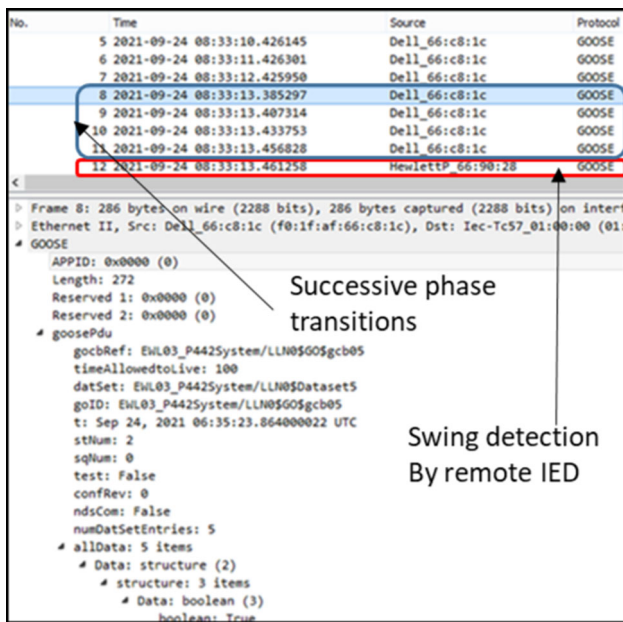 No. Time Source Protocol
5 2021-09-24 08:33:10.426145 Dell_66:c8:1c GOOSE
6 2021-09-24 08:33:11.426301 Dell_66:c8:1c GOOSE
7 2021-09-24 08:33:12.425950 Dell_66:c8:1c GOOSE
8 2021-09-24 08:33:13.385297 Dell_66:c8:1c GOOSE
9 2021-09-24 08:33:13.407314 Dell_66:c8:1c GOOSE
10 2021-09-24 08:33:13.433753 Dell_66:c8:1c GOOSE
11 2021-09-24 08:33:13.456828 Dell_66:c8:1c GOOSE
12 2021-09-24 08:33:13.461258 HewlettP_66:90:28 GOOSE
Frame 8: 286 bytes on wire (2288 bits), 286 bytes captured (2288 bits) on interf
Ethernet II, Src: Dell_66:c8:1c (f0:1f:af:66:c8:1c), Dst: Iec-Tc57_01:00:00 (01:
GOOSE
APPID: 0x0000 (0)
Length: 272
Reserved 1: 0x0000 (0)
Reserved 2: 0x0000 (0)
goosePdu
gocbRef: EWL03_P442System/LLN0$GO$gcb05
timeAllowedtoLive: 100
datSet: EWL03_P442System/LLN0$Dataset5
goID: EWL03_P442System/LLN0$GO$gcb05
t: Sep 24, 2021 06:35:23.864000022 UTC
stNum: 2
sqNum: 0
test: False
confRev: 0
ndsCom: False
numDatSetEntries: 5
allData: 5 items
Data: structure (2)
structure: 3 items
Data: boolean (3)
boolean: True
Successive phase
transitions
Swing detection
By remote IED